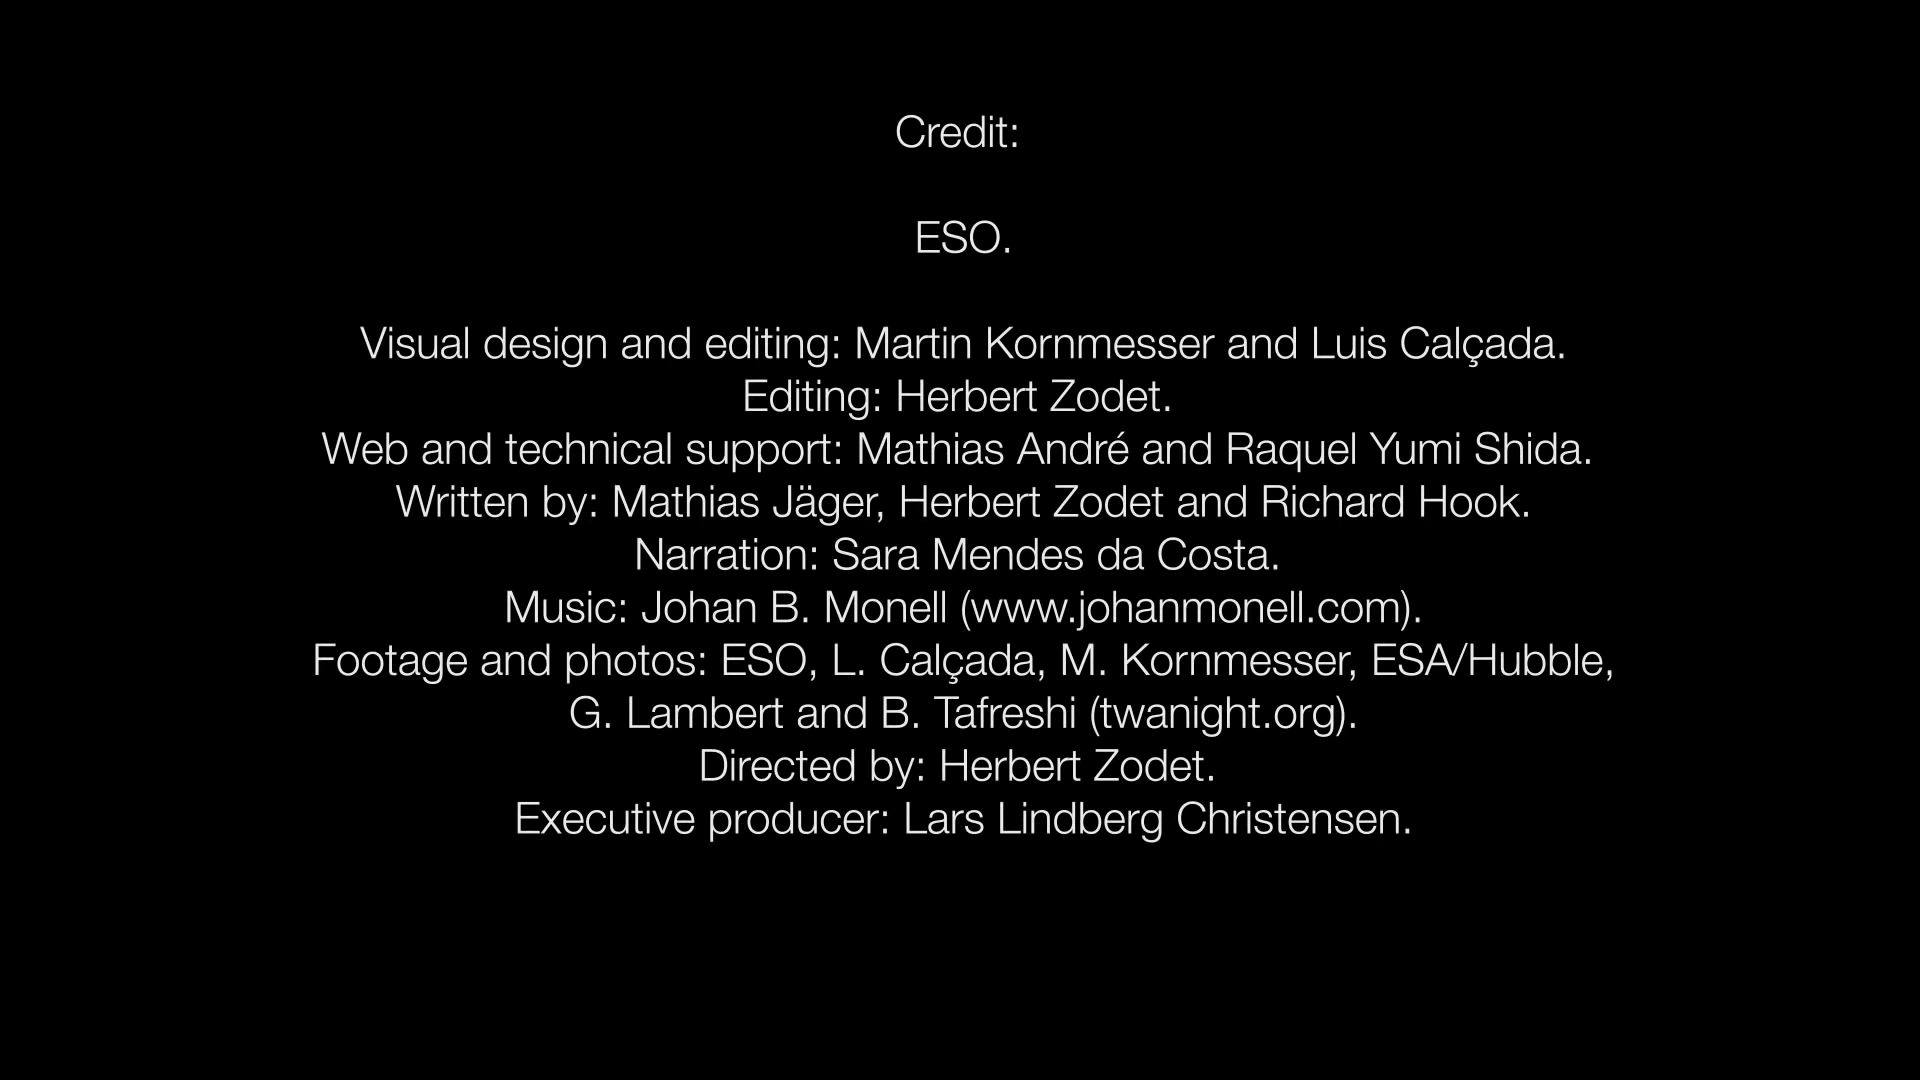 Credit:
ESO.
Visual design and editing: Martin Kornmesser and Luis Calçada.
Editing: Herbert Zodet.
Web and technical support: Mathias André and Raquel Yumi Shida.
Written by: Mathias Jäger, Herbert Zodet and Richard Hook.
Narration: Sara Mendes da Costa.
Music: Johan B. Monell (www.johanmonell.com).
Footage and photos: ESO, L. Calçada, M. Kornmesser, ESA/Hubble,
G. Lambert and B. Tafreshi (twanight.org).
Directed by: Herbert Zodet.
Executive producer: Lars Lindberg Christensen.